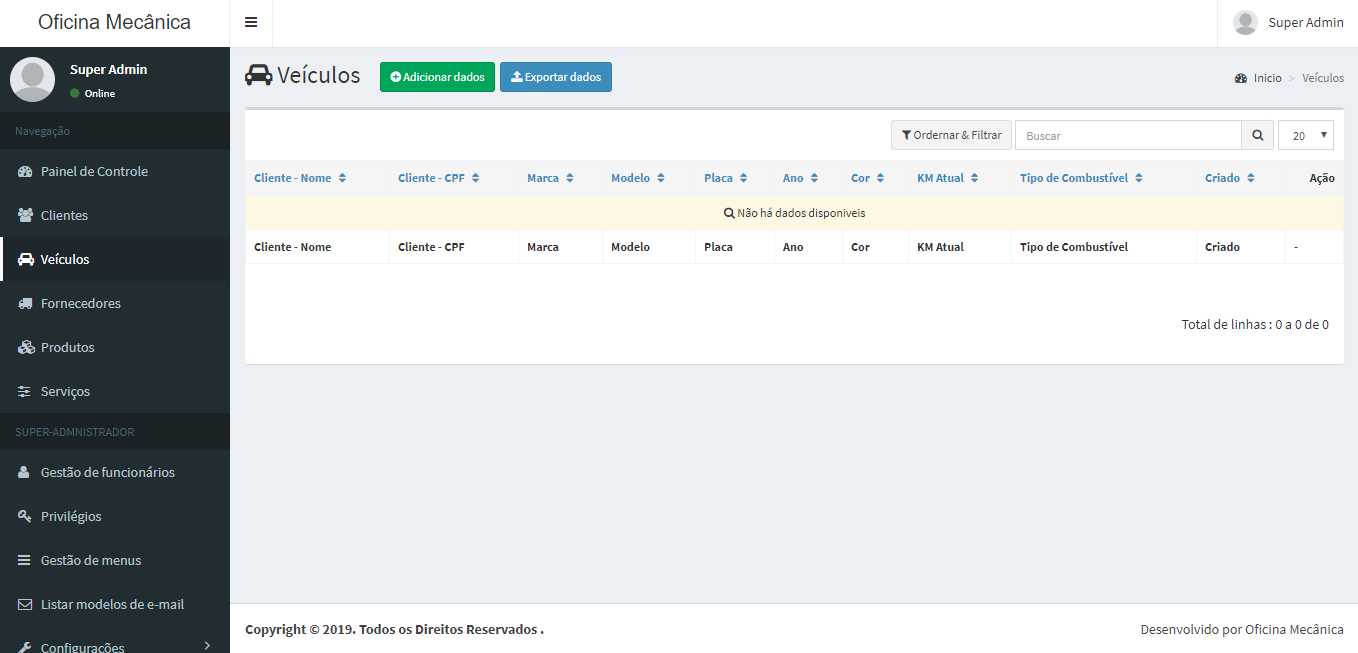 Oficina Mecânica
Super Admin
Super Admin
Online
Navegação
Painel de Controle
Clientes
Veículos
Fornecedores
Produtos
Serviços
SUPER-ADMNISTRADOR
Gestão de funcionários
Privilégios
Gestão de menus
Listar modelos de e-mail
Configurações
Veículos Adicionar dados Exportar dados
Inicio > Veículos
Ordernar & Filtrar Buscar 20
Cliente - Nome Cliente - CPF Marca Modelo Placa Ano Cor KM Atual Tipo de Combustível Criado Ação
Não há dados disponiveis
Cliente - Nome Cliente - CPF Marca Modelo Placa Ano Cor KM Atual Tipo de Combustível Criado -
Total de linhas : 0 a 0 de 0
Copyright © 2019. Todos os Direitos Reservados .
Desenvolvido por Oficina Mecânica